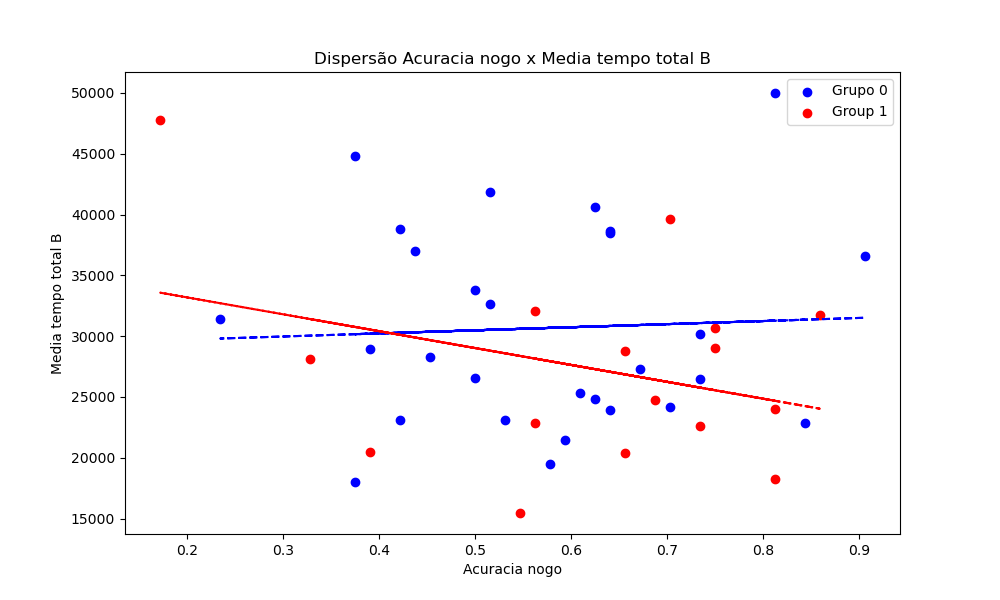 Dispersão Acuracia nogo x Media tempo total B
Grupo 0
Group 1
Media tempo total B
50000
45000
40000
35000
30000
25000
20000
15000
0.2 0.3 0.4 0.5 0.6 0.7 0.8 0.9
Acuracia nogo